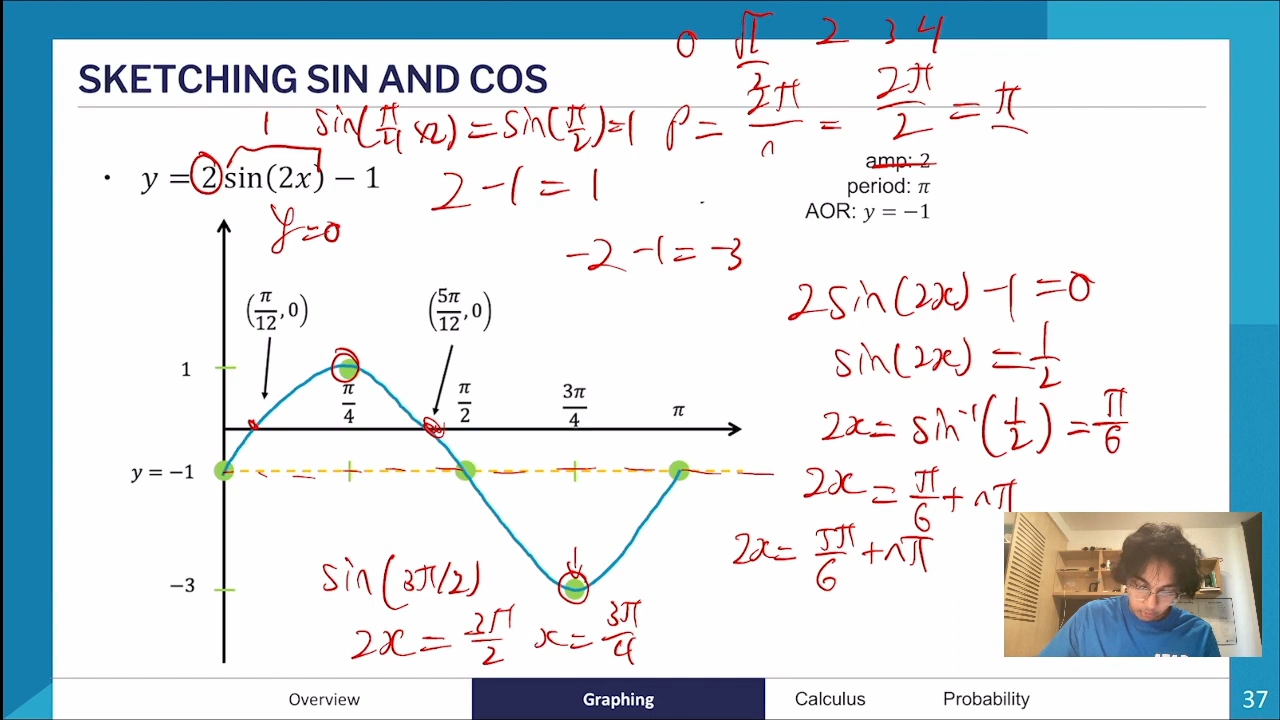 0 π/2 2 3 4
SKETCHING SIN AND COS
1 sin(π/4 ×2) = sin(π/2) = 1 P = 2π/n = 2π/2 = π
• y = 2sin(2x) − 1
2 − 1 = 1
amp: 2
period: π
AOR: y = −1
y = 0
−2 − 1 = −3
2sin(2x) − 1 = 0
(π/12, 0)
(5π/12, 0)
sin(2x) = 1/2
1
π/4
π/2
3π/4
π
2x = sin⁻¹(1/2) = π/6
y = −1
2x = π/6 + nπ
2x = 5π/6 + nπ
−3
sin(3π/2)
2x = 3π/2 x = 3π/4
Overview Graphing Calculus Probability 37